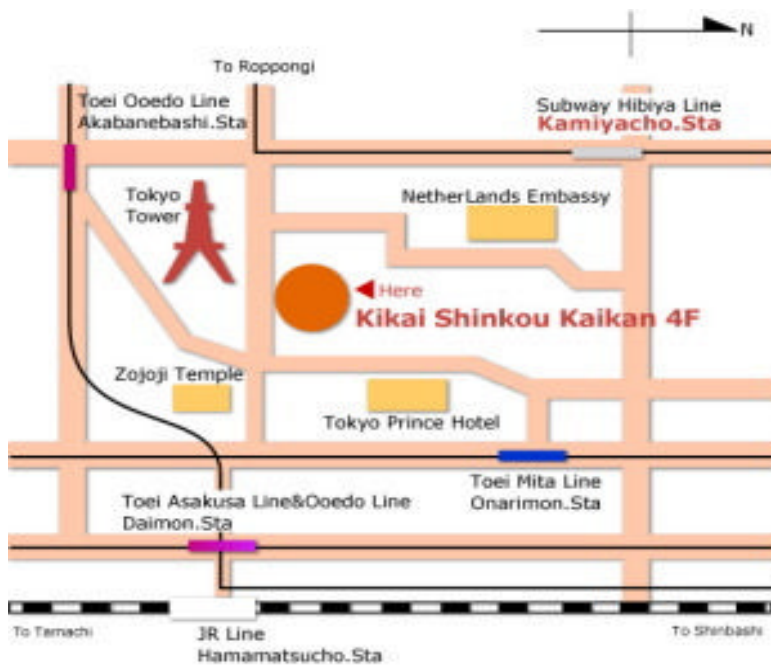 N
To Roppongi
Toei Ooedo Line
Akabanebashi.Sta
Subway Hibiya Line
Kamiyacho.Sta
Tokyo
Tower
NetherLands Embassy
Here
Kikai Shinkou Kaikan 4F
Zojoji Temple
Tokyo Prince Hotel
Toei Mita Line
Onarimon.Sta
Toei Asakusa Line&Ooedo Line
Daimon.Sta
To Tamachi
JR Line
Hamamatsucho.Sta
To Shinbashi